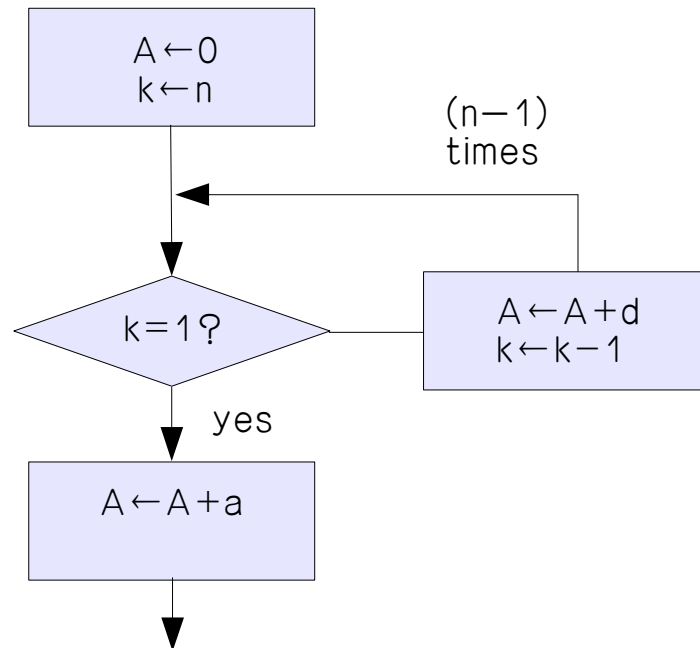 A←0
k←n
(n−1)
times
k=1?
A←A+d
k←k−1
yes
A←A+a